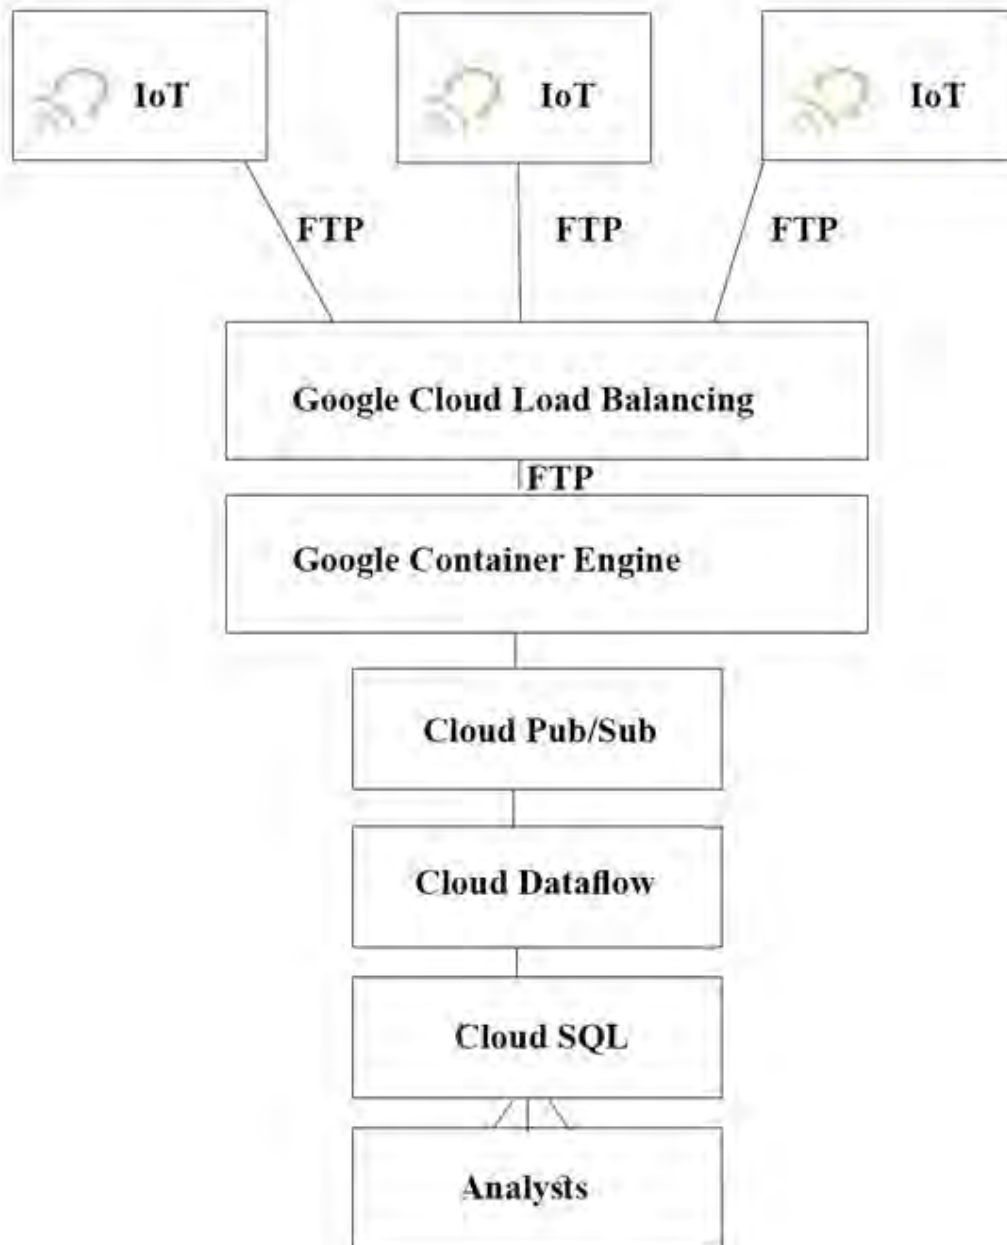 IoT
IoT
IoT
FTP
FTP
FTP
Google Cloud Load Balancing
FTP
Google Container Engine
Cloud Pub/Sub
Cloud Dataflow
Cloud SQL
Analysts